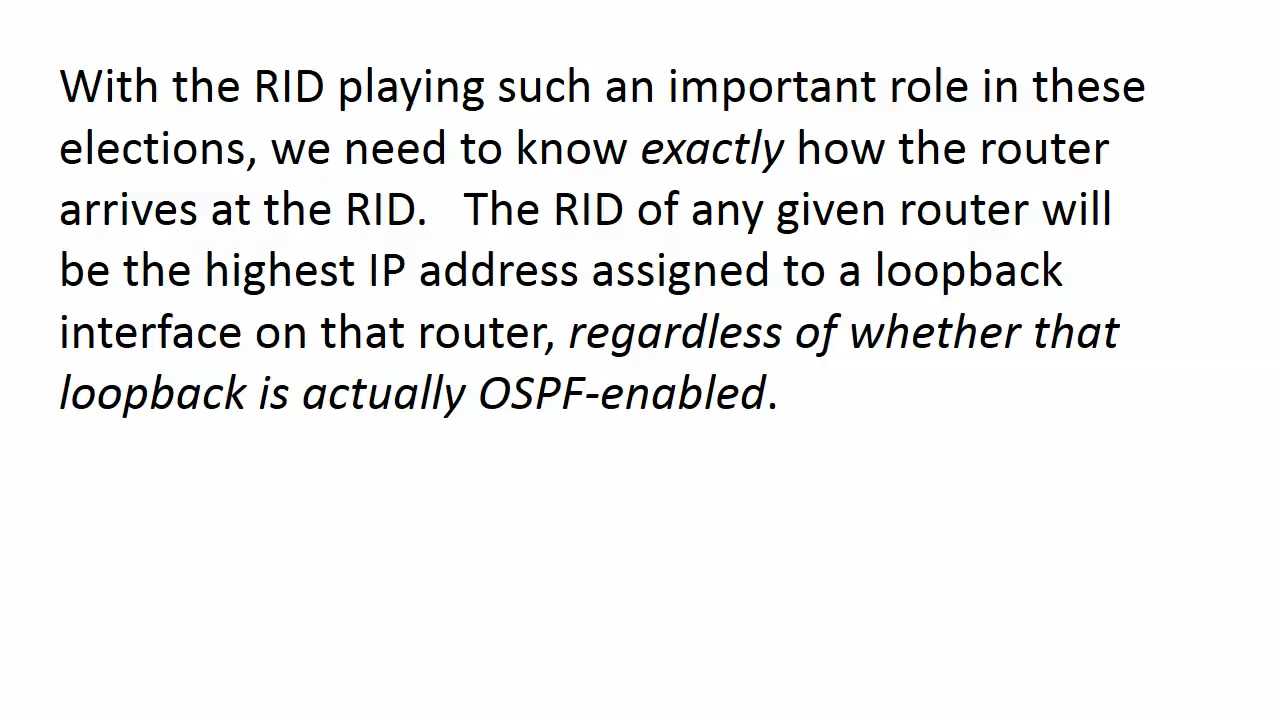 With the RID playing such an important role in these
elections, we need to know exactly how the router
arrives at the RID.   The RID of any given router will
be the highest IP address assigned to a loopback
interface on that router, regardless of whether that
loopback is actually OSPF-enabled.